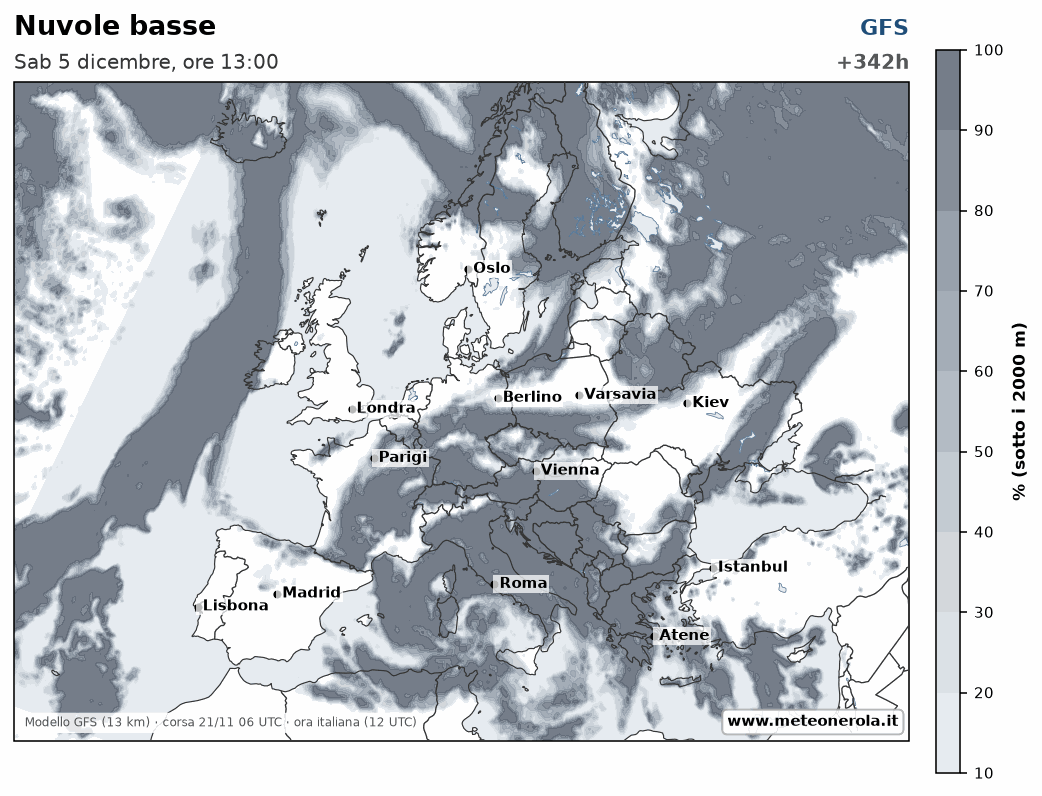 Nuvole basse
GFS
Sab 5 dicembre, ore 13:00
+342h
100
90
80
70
60
50
40
30
20
10
% (sotto i 2000 m)
Oslo
Londra
Berlino
Varsavia
Kiev
Parigi
Vienna
Istanbul
Roma
Madrid
Lisbona
Atene
Modello GFS (13 km) · corsa 21/11 06 UTC · ora italiana (12 UTC)
www.meteonerola.it